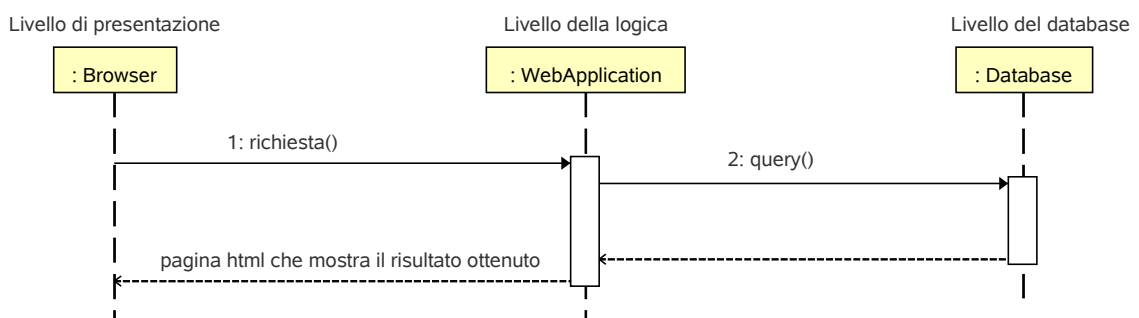 Livello di presentazione
Livello della logica
Livello del database
: Browser
: WebApplication
: Database
1: richiesta()
2: query()
pagina html che mostra il risultato ottenuto